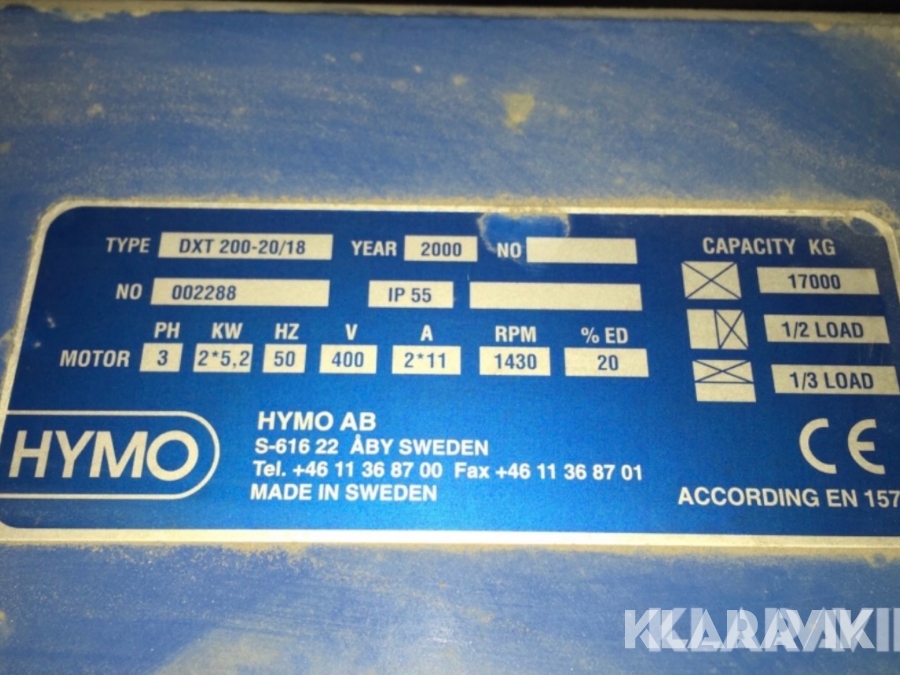 TYPE DXT 200-20/18 YEAR 2000 NO CAPACITY KG
17000
NO 002288 IP 55
1/2 LOAD
PH KW HZ V A RPM % ED
MOTOR 3 2*5,2 50 400 2*11 1430 20
1/3 LOAD
HYMO
HYMO AB
S-616 22 ÅBY SWEDEN
Tel. +46 11 36 87 00 Fax +46 11 36 87 01
MADE IN SWEDEN
CE
ACCORDING EN 157